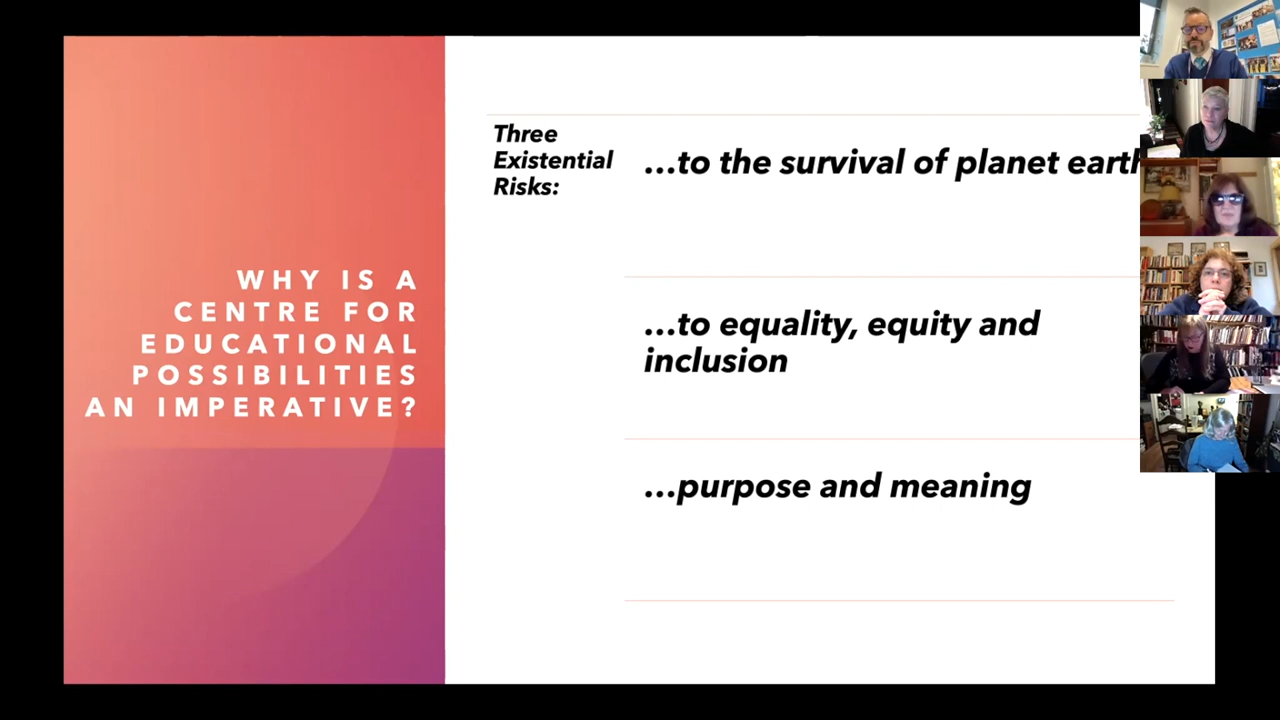 WHY IS A
CENTRE FOR
EDUCATIONAL
POSSIBILITIES
AN IMPERATIVE?
Three
Existential
Risks:
...to the survival of planet earth
...to equality, equity and
inclusion
...purpose and meaning